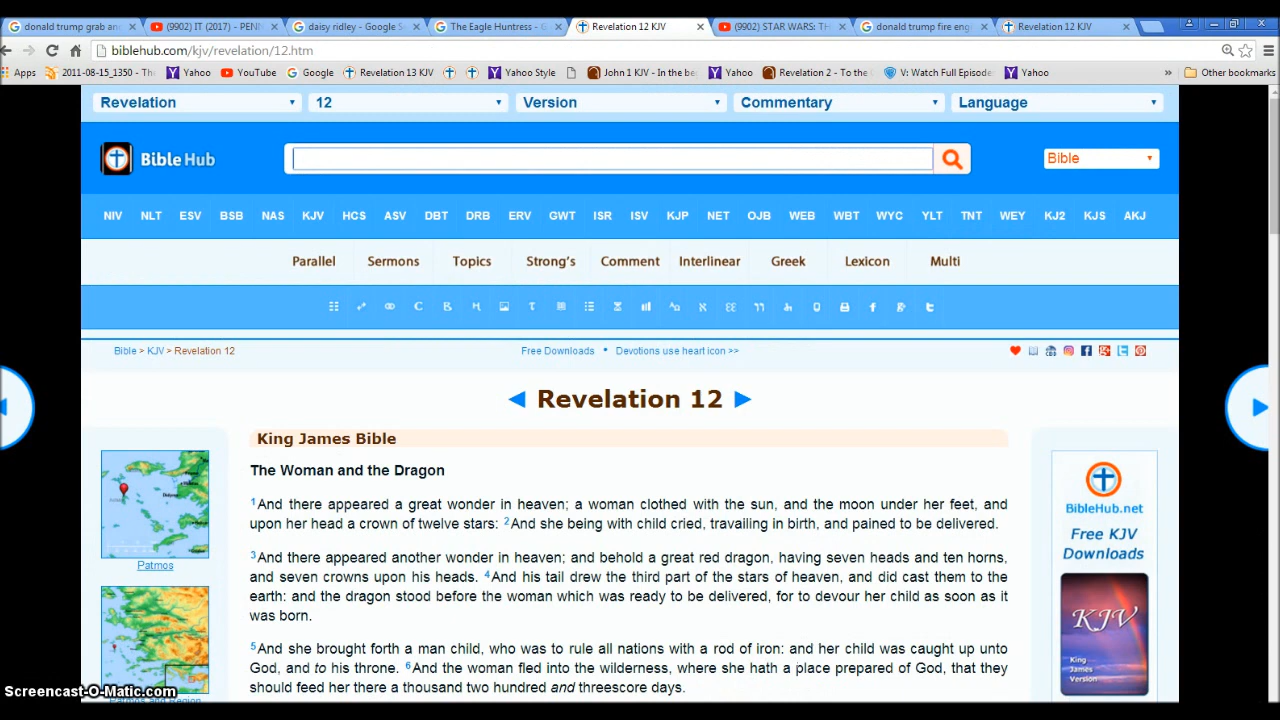 donald trump grab an
(9902) IT (2017) - PENN
daisy ridley - Google S
The Eagle Huntress - G
Revelation 12 KJV
(9902) STAR WARS: TH
donald trump fire eng
Revelation 12 KJV
biblehub.com/kjv/revelation/12.htm
Apps 2011-08-15_1350 - Th Yahoo YouTube Google Revelation 13 KJV Yahoo Style John 1 KJV - In the be Yahoo Revelation 2 - To the C V: Watch Full Episode Yahoo » Other bookmarks
Revelation 12 Version Commentary Language
Bible Hub
Bible
NIV NLT ESV BSB NAS KJV HCS ASV DBT DRB ERV GWT ISR ISV KJP NET OJB WEB WBT WYC YLT TNT WEY KJ2 KJS AKJ
Parallel Sermons Topics Strong's Comment Interlinear Greek Lexicon Multi
Bible > KJV > Revelation 12
Free Downloads • Devotions use heart icon >>
◄ Revelation 12 ►
King James Bible
The Woman and the Dragon
1And there appeared a great wonder in heaven; a woman clothed with the sun, and the moon under her feet, and
upon her head a crown of twelve stars: 2And she being with child cried, travailing in birth, and pained to be delivered.
3And there appeared another wonder in heaven; and behold a great red dragon, having seven heads and ten horns,
and seven crowns upon his heads. 4And his tail drew the third part of the stars of heaven, and did cast them to the
earth: and the dragon stood before the woman which was ready to be delivered, for to devour her child as soon as it
was born.
5And she brought forth a man child, who was to rule all nations with a rod of iron: and her child was caught up unto
God, and to his throne. 6And the woman fled into the wilderness, where she hath a place prepared of God, that they
should feed her there a thousand two hundred and threescore days.
Patmos
Patmos and Region
BibleHub.net
Free KJV
Downloads
KJV
King
James
Version
Screencast-O-Matic.com